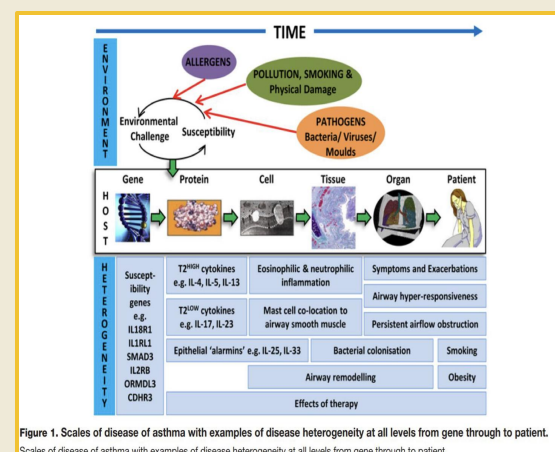 TIME
ENVIRONMENT
ALLERGENS
POLLUTION, SMOKING &
Physical Damage
PATHOGENS
Bacteria/ Viruses/
Moulds
Environmental
Challenge
Susceptibility
HOST
Gene
Protein
Cell
Tissue
Organ
Patient
HETEROGENEITY
Suscept-
ibility
genes
e.g.
IL18R1
IL1RL1
SMAD3
IL2RB
ORMDL3
CDHR3
T2HIGH cytokines
e.g. IL-4, IL-5, IL-13
Eosinophilic & neutrophilic
inflammation
Symptoms and Exacerbations
Airway hyper-responsiveness
T2LOW cytokines
e.g. IL-17, IL-23
Mast cell co-location to
airway smooth muscle
Persistent airflow obstruction
Epithelial ‘alarmins’ e.g. IL-25, IL-33
Bacterial colonisation
Smoking
Airway remodelling
Obesity
Effects of therapy
Figure 1. Scales of disease of asthma with examples of disease heterogeneity at all levels from gene through to patient.
Scales of disease of asthma with examples of disease heterogeneity at all levels from gene through to patient